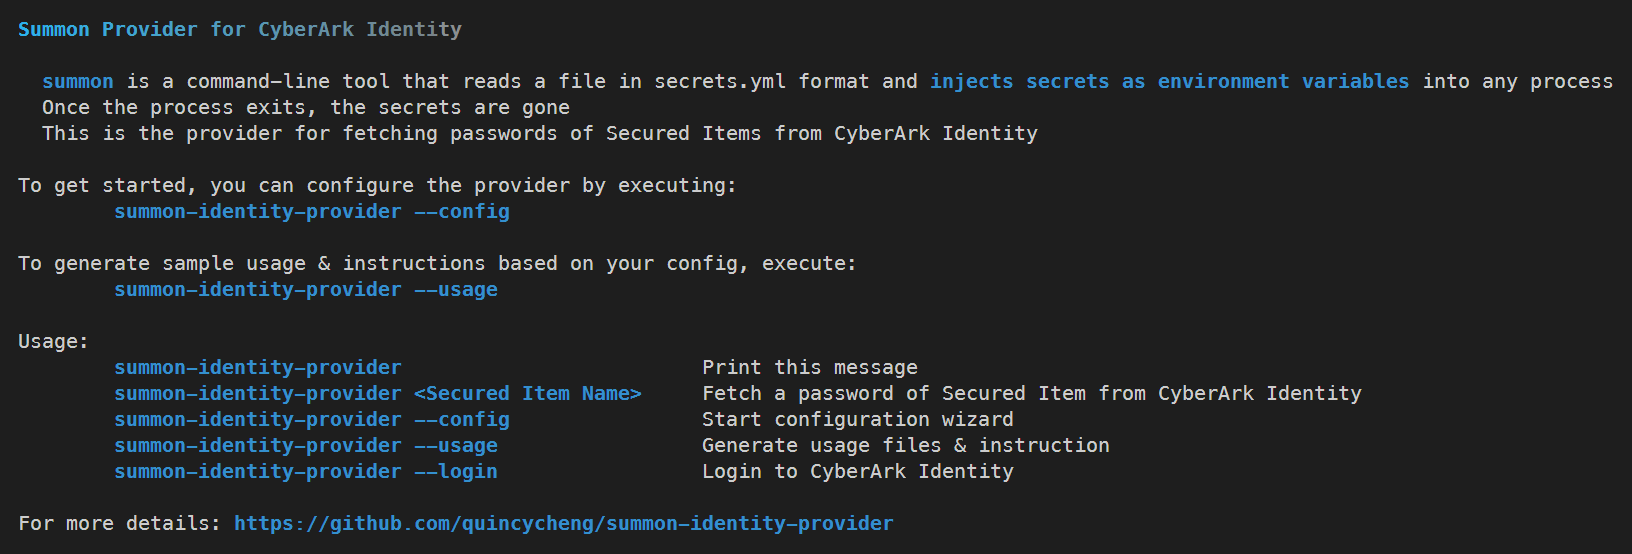 Summon Provider for CyberArk Identity
summon is a command-line tool that reads a file in secrets.yml format and injects secrets as environment variables into any process
Once the process exits, the secrets are gone
This is the provider for fetching passwords of Secured Items from CyberArk Identity
To get started, you can configure the provider by executing:
summon-identity-provider --config
To generate sample usage & instructions based on your config, execute:
summon-identity-provider --usage
Usage:
summon-identity-provider Print this message
summon-identity-provider <Secured Item Name> Fetch a password of Secured Item from CyberArk Identity
summon-identity-provider --config Start configuration wizard
summon-identity-provider --usage Generate usage files & instruction
summon-identity-provider --login Login to CyberArk Identity
For more details: https://github.com/quincycheng/summon-identity-provider